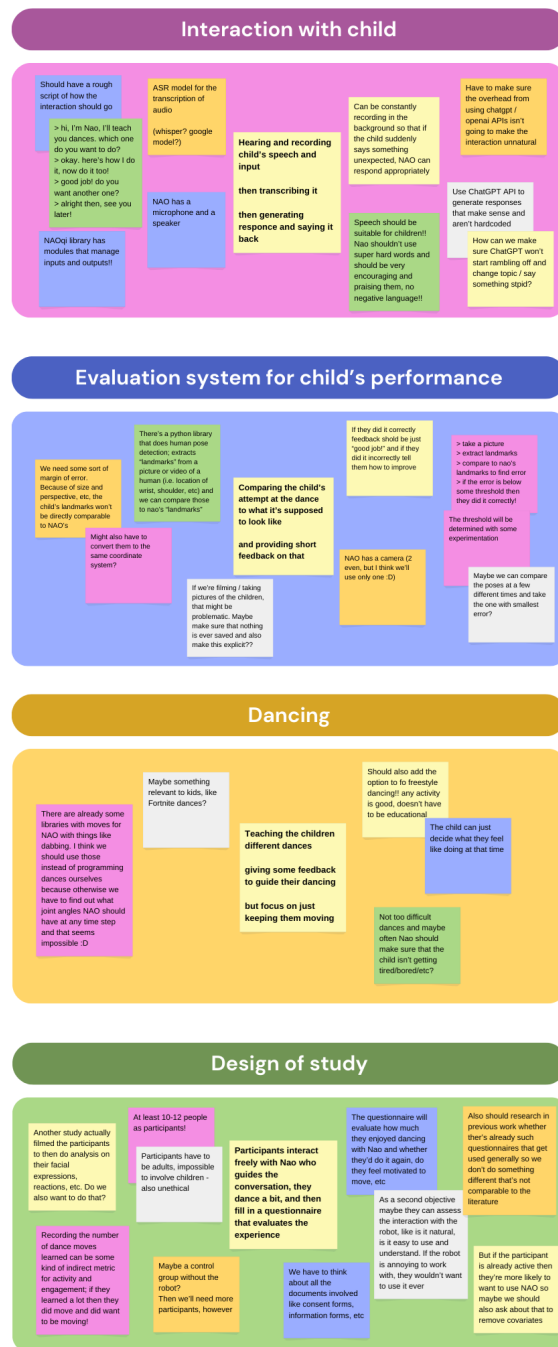 Interaction with child
Should have a rough
script of how the
interaction should go
> hi, I'm Nao, I'll teach
you dances. which one
do you want to do?
> okay. here's how I do
it, now do it too!
> good job! do you
want another one?
> alright then, see you
later!
NAOqi library has
modules that manage
inputs and outputs!!
ASR model for the
transcription of
audio
(whisper? google
model?)
NAO has a
microphone and a
speaker
Hearing and recording
child's speech and
input
then transcribing it
then generating
responce and saying it
back
Can be constantly
recording in the
background so that if
the child suddenly
says something
unexpected, NAO can
respond appropriately
Speech should be
suitable for children!!
Nao shouldn't use
super hard words and
should be very
encouraging and
praising them, no
negative language!!
Have to make sure
the overhead from
using chatgpt /
openai APIs isn't
going to make the
interaction unnatural
Use ChatGPT API to
generate responses
that make sense and
aren't hardcoded
How can we make
sure ChatGPT won't
start rambling off and
change topic / say
something stpid?
Evaluation system for child's performance
We need some sort of
margin of error.
Because of size and
perspective, etc, the
child's landmarks won't
be directly comparable
to NAO's
Might also have to
convert them to the
same coordinate
system?
There's a python library
that does human pose
detection; extracts
"landmarks" from a
picture or video of a
human (i.e. location of
wrist, shoulder, etc) and
we can compare those
to nao's "landmarks"
If we're filming / taking
pictures of the children,
that might be
problematic. Maybe
make sure that nothing
is ever saved and also
make this explicit??
Comparing the child's
attempt at the dance
to what it's supposed
to look like
and providing short
feedback on that
If they did it correctly
feedback shold be just
"good job!" and if they
did it incorrectly tell
them how to improve
NAO has a camera (2
even, but I think we'll
use only one :D)
> take a picture
> extract landmarks
> compare to nao's
landmarks to find error
> if the error is below
some threshold then
they did it correctly!
The threshold will be
determined with some
experimentation
Maybe we can compare
the poses at a few
different times and take
the one with smallest
error?
Dancing
There are already some
libraries with moves for
NAO with things like
dabbing. I think we
should use those
instead of programming
dances ourselves
because otherwise we
have to find out what
joint angles NAO should
have at any time step
and that seems
impossible :D
Maybe something
relevant to kids, like
Fortnite dances?
Teaching the children
different dances
giving some feedback
to guide their dancing
but focus on just
keeping them moving
Should also add the
option to fo freestyle
dancing!! any activity
is good, doesn't have
to be educational
The child can just
decide what they feel
like doing at that time
Not too difficult
dances and maybe
often Nao should
make sure that the
child isn't getting
tired/bored/etc?
Design of study
Another study actually
filmed the participants
to then do analysis on
their facial
expressions,
reactions, etc. Do we
also want to do that?
At least 10-12 people
as participants!
Participants have to
be adults, impossible
to involve children -
also unethical
Recording the number
of dance moves
learned can be some
kind of indirect metric
for activity and
engagement; if they
learned a lot then they
did move and did want
to be moving!
Maybe a control
group without the
robot?
Then we'll need more
participants, however
Participants interact
freely with Nao who
guides the
conversation, they
dance a bit, and then
fill in a questionnaire
that evaluates the
experience
We have to think
about all the
documents involved
like consent forms,
information forms, etc
The questionnaire will
evaluate how much
they enjoyed dancing
with Nao and whether
they'd do it again, do
they feel motivated to
move, etc
As a second objective
maybe they can assess
the interaction with the
robot, like is it natural,
is it easy to use and
understand. If the robot
is annoying to work
with, they wouldn't want
to use it ever
Also should research in
previous work whether
ther's already such
questionnaires that get
used generally so we
don't do something
different that's not
comparable to the
literature
But if the participant
is already active then
they're more likely to
want to use NAO so
maybe we should
also ask about that to
remove covariates